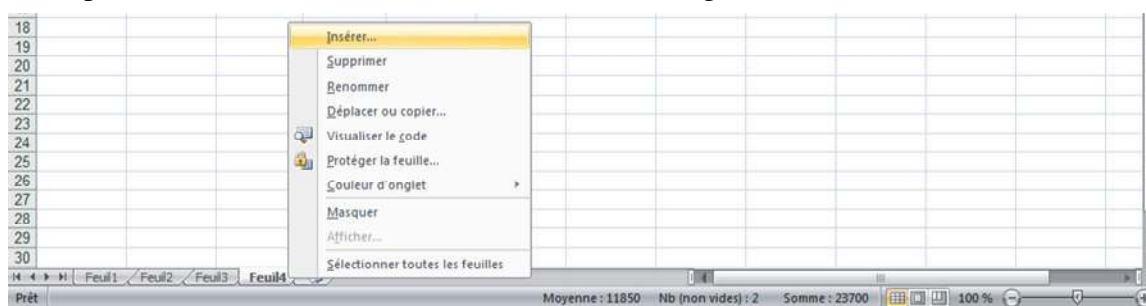 18
19
20
21
22
23
24
25
26
27
28
29
30
Insérer...
Supprimer
Renommer
Déplacer ou copier...
Visualiser le code
Protéger la feuille...
Couleur d'onglet
Masquer
Afficher...
Sélectionner toutes les feuilles
Feuil1 Feuil2 Feuil3 Feuil4
Prêt Moyenne : 11850 Nb (non vides) : 2 Somme : 23700 100 %